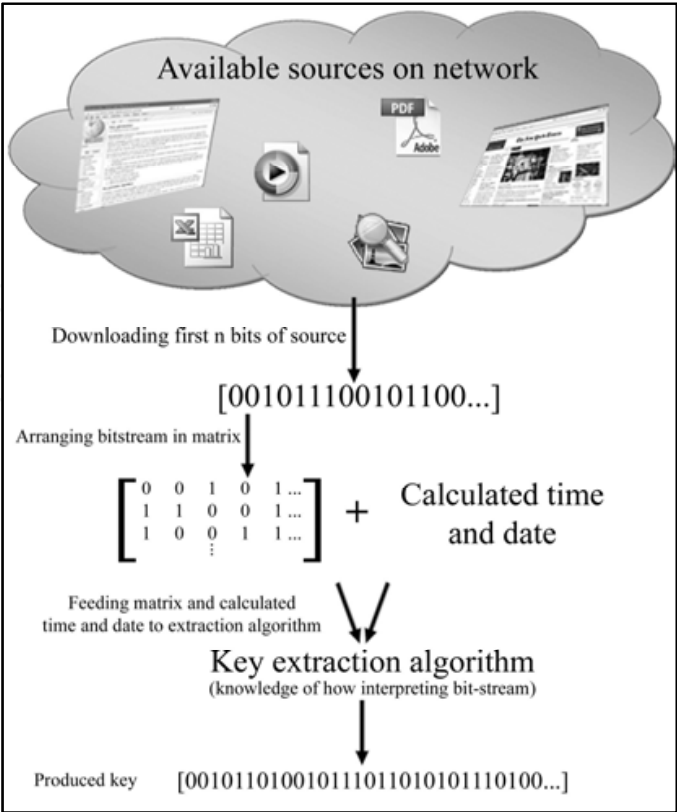 Available sources on network
PDF
Adobe
Downloading first n bits of source
[001011100101100...]
Arranging bitstream in matrix
0 0 1 0 1 ...
1 1 0 0 1 ...
1 0 0 1 1 ...
⋮
+
Calculated time
and date
Feeding matrix and calculated
time and date to extraction algorithm
Key extraction algorithm
(knowledge of how interpreting bit-stream)
Produced key [00101101001011101101010101110100...]